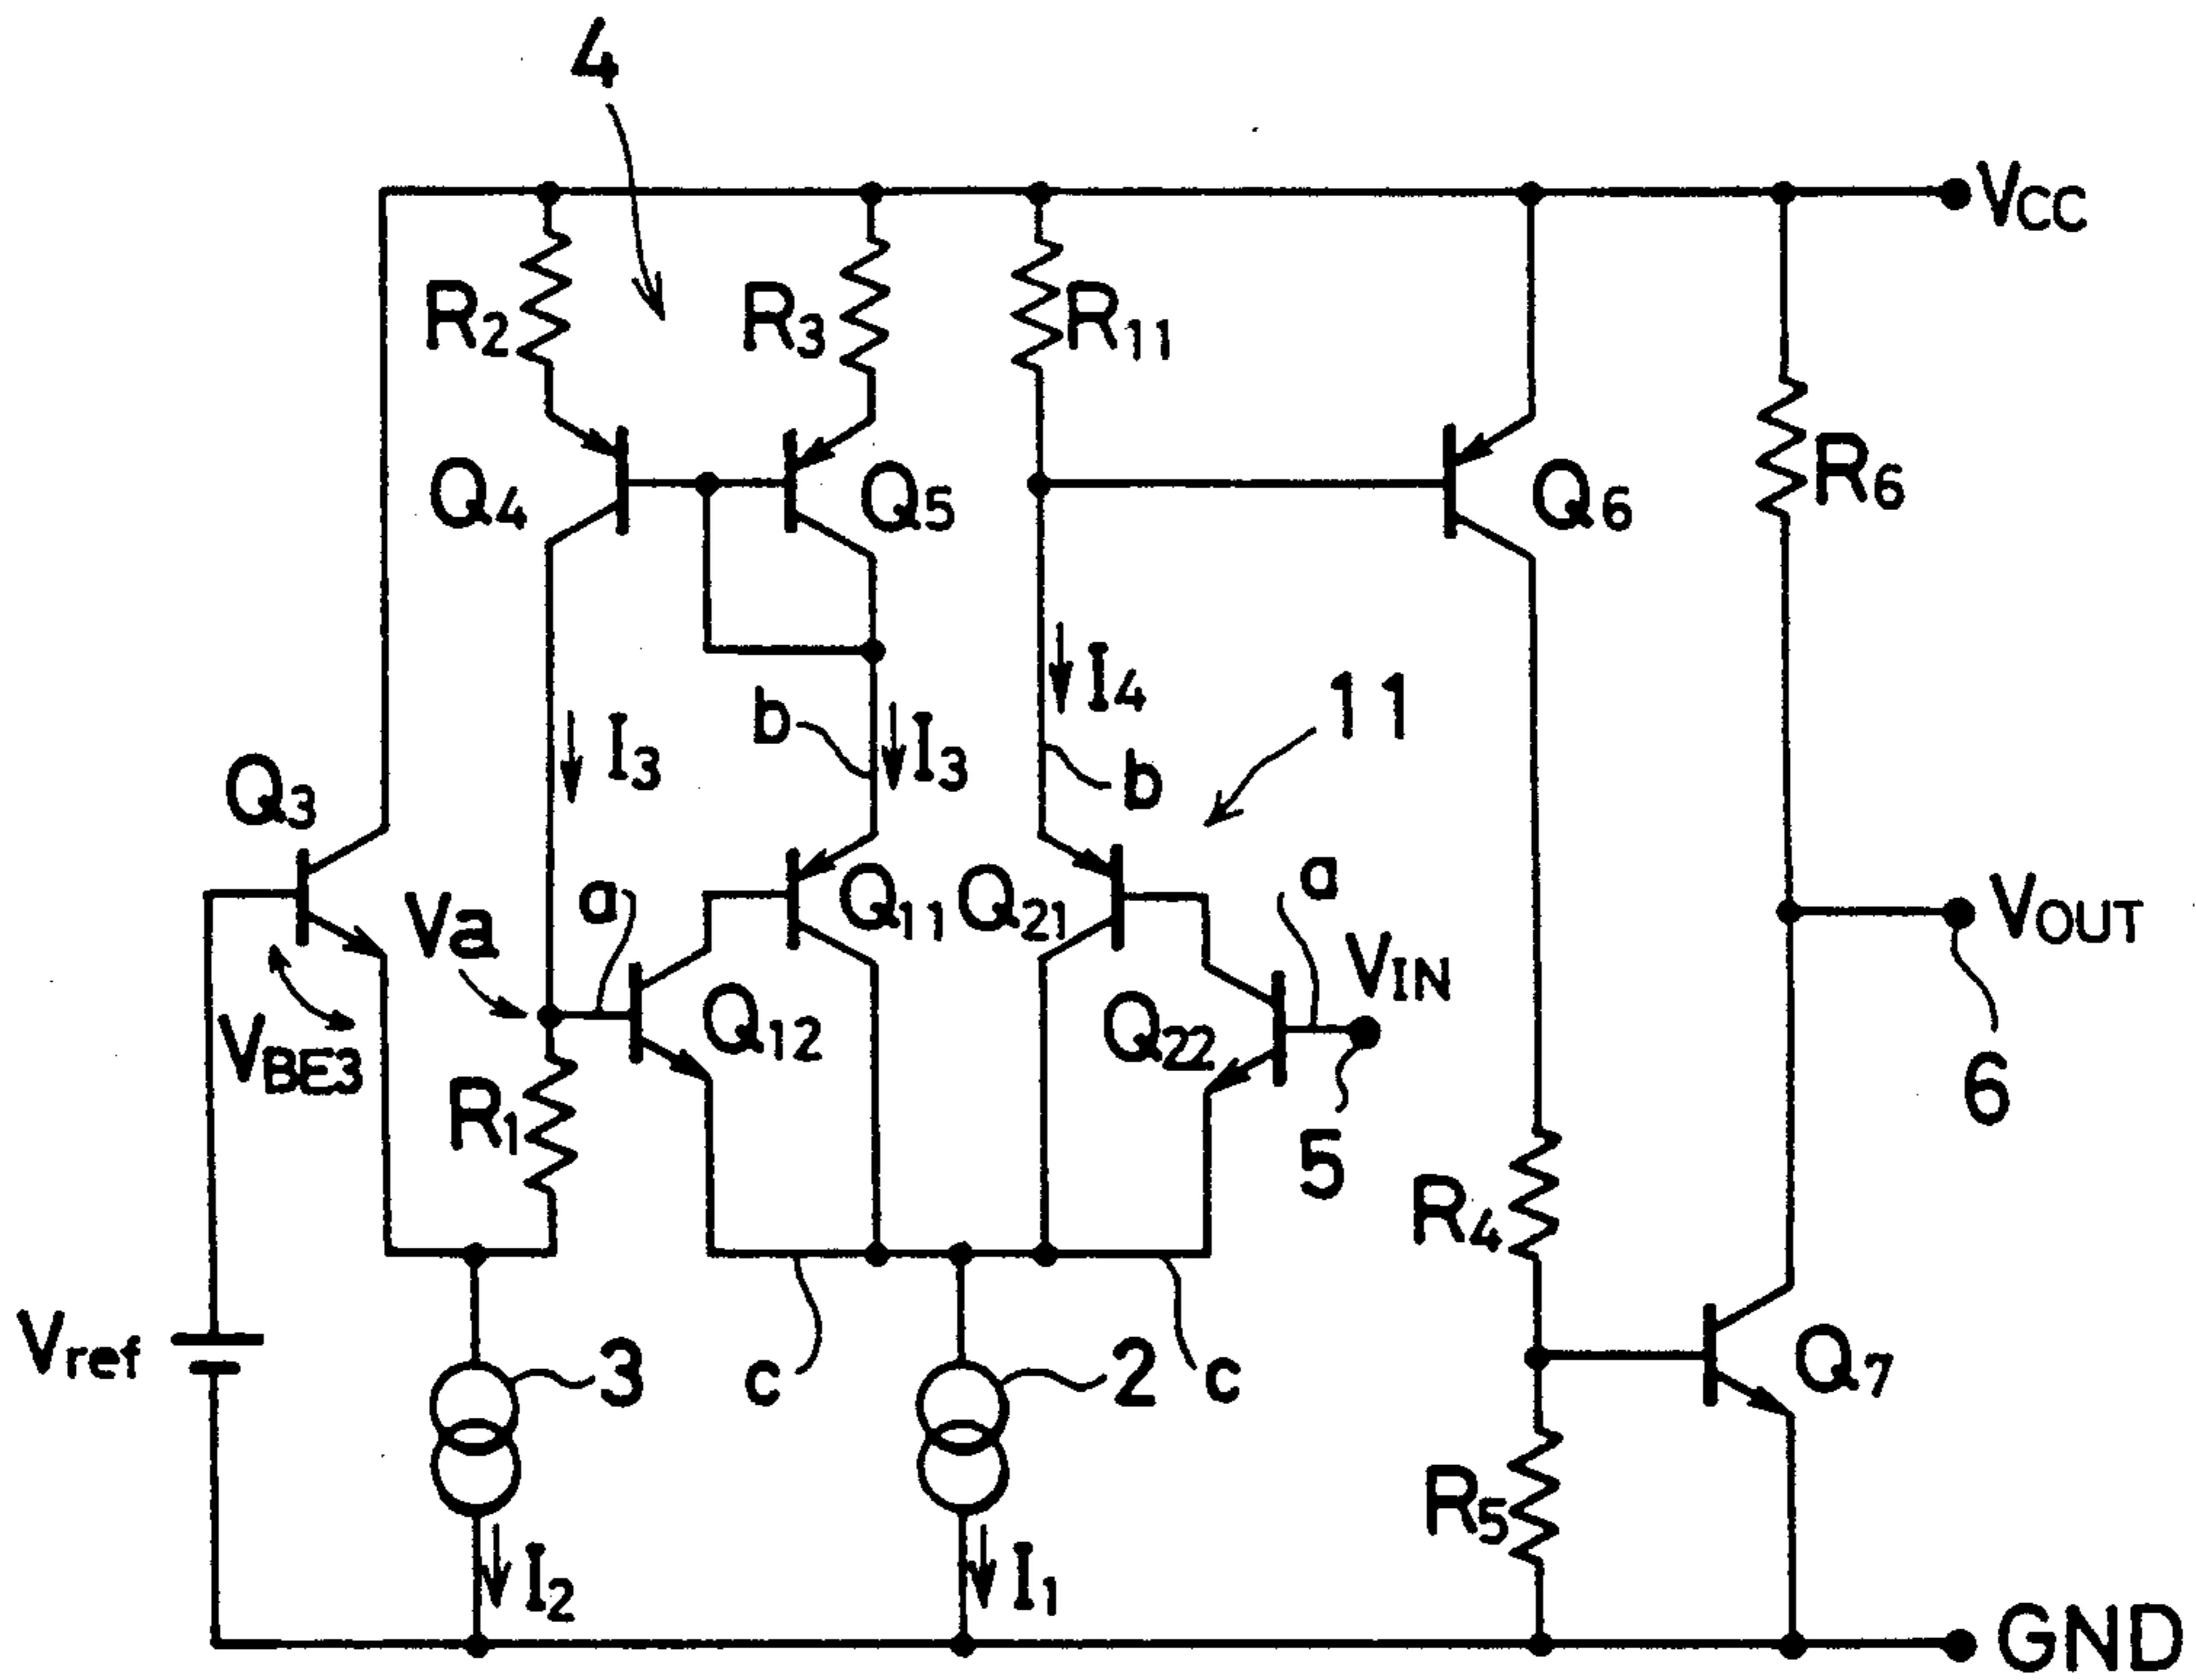 4
VCC
R2
R3
R11
Q4
Q5
Q6
R6
I4
11
b
I3
I3
b
Q3
a
Va
a
Q11
Q21
VIN
VOUT
Q12
Q22
VBE3
R1
5
6
R4
Vref
3
c
2
c
Q7
R5
I2
I1
GND